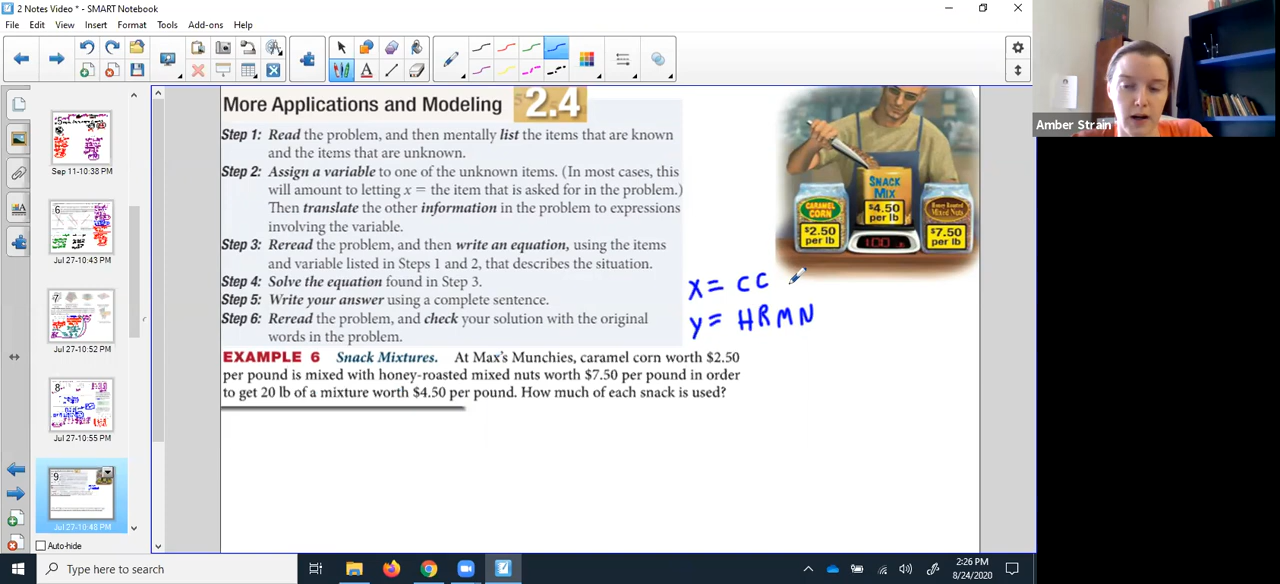 2 Notes Video * - SMART Notebook
File Edit View Insert Format Tools Add-ons Help
Amber Strain
More Applications and Modeling 2.4
Step 1: Read the problem, and then mentally list the items that are known
and the items that are unknown.
Step 2: Assign a variable to one of the unknown items. (In most cases, this
will amount to letting x = the item that is asked for in the problem.)
Then translate the other information in the problem to expressions
involving the variable.
Step 3: Reread the problem, and then write an equation, using the items
and variable listed in Steps 1 and 2, that describes the situation.
Step 4: Solve the equation found in Step 3.
Step 5: Write your answer using a complete sentence.
Step 6: Reread the problem, and check your solution with the original
words in the problem.
SNACK
MIX
$4.50
per lb
CARAMEL
CORN
$2.50
per lb
Honey Roasted
Mixed Nuts
$7.50
per lb
1.00
x = CC
y = HRMN
EXAMPLE 6 Snack Mixtures. At Max's Munchies, caramel corn worth $2.50
per pound is mixed with honey-roasted mixed nuts worth $7.50 per pound in order
to get 20 lb of a mixture worth $4.50 per pound. How much of each snack is used?
Sep 11-10:38 PM
6
Jul 27-10:43 PM
7
Jul 27-10:52 PM
8
Jul 27-10:55 PM
9
Jul 27-10:48 PM
Auto-hide
Type here to search
2:26 PM
8/24/2020